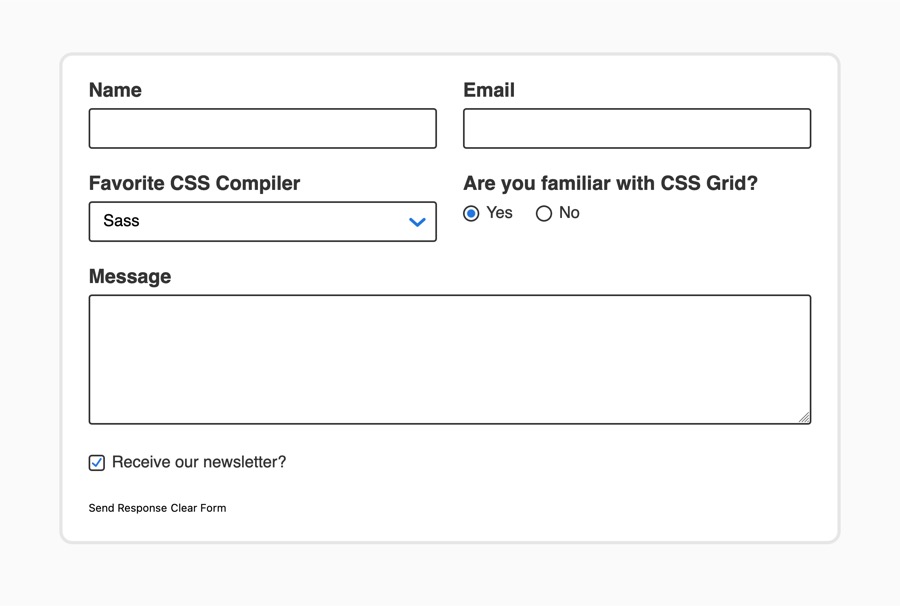 Name
Email
Favorite CSS Compiler
Are you familiar with CSS Grid?
Sass
Yes
No
Message
Receive our newsletter?
Send Response Clear Form